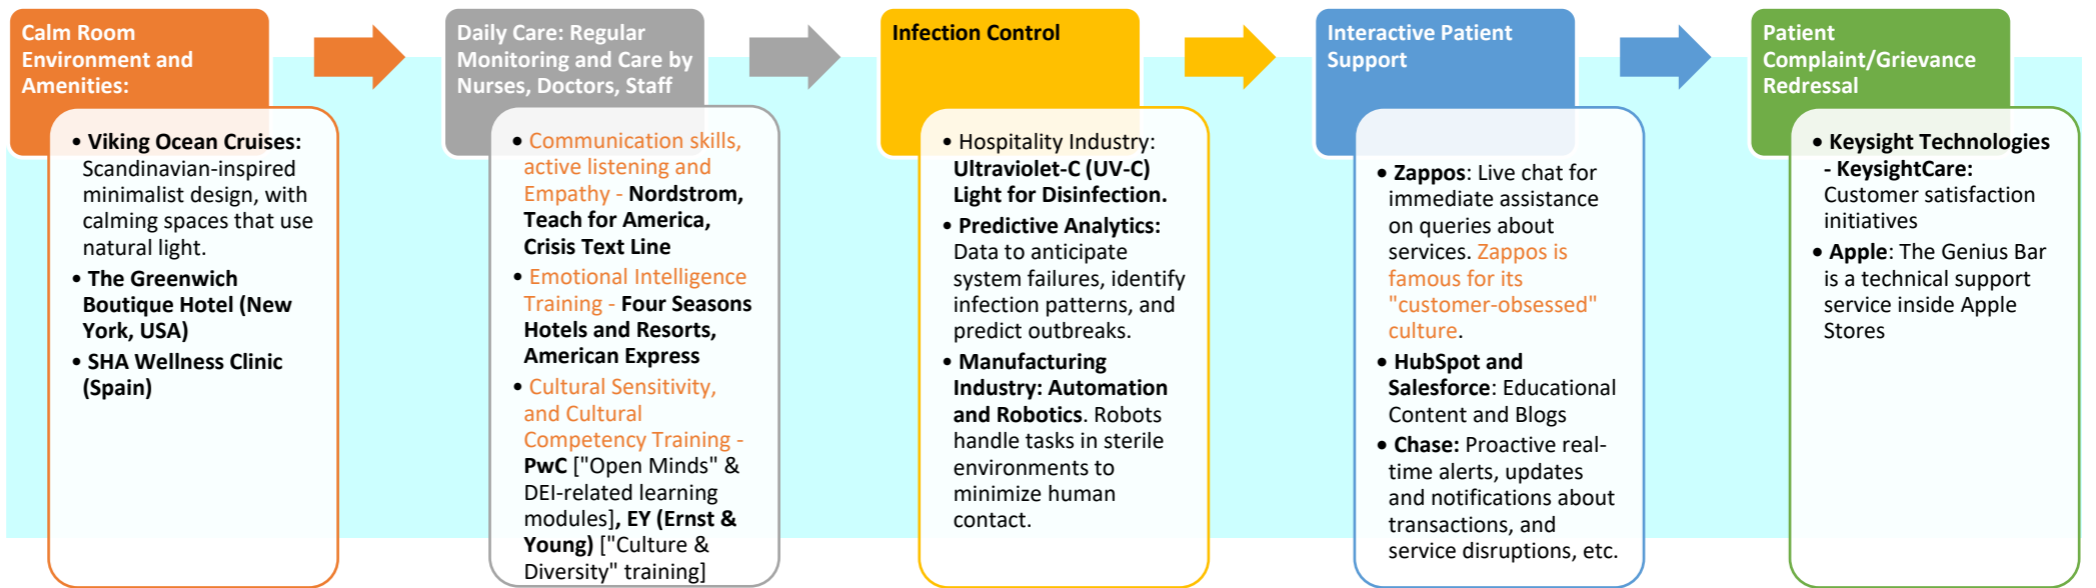 Calm Room
Environment and
Amenities:
• Viking Ocean Cruises:
Scandinavian-inspired
minimalist design, with
calming spaces that use
natural light.
• The Greenwich
Boutique Hotel (New
York, USA)
• SHA Wellness Clinic
(Spain)
Daily Care: Regular
Monitoring and Care by
Nurses, Doctors, Staff
• Communication skills,
active listening and
Empathy - Nordstrom,
Teach for America,
Crisis Text Line
• Emotional Intelligence
Training - Four Seasons
Hotels and Resorts,
American Express
• Cultural Sensitivity,
and Cultural
Competency Training -
PwC ["Open Minds" &
DEI-related learning
modules], EY (Ernst &
Young) ["Culture &
Diversity" training]
Infection Control
• Hospitality Industry:
Ultraviolet-C (UV-C)
Light for Disinfection.
• Predictive Analytics:
Data to anticipate
system failures, identify
infection patterns, and
predict outbreaks.
• Manufacturing
Industry: Automation
and Robotics. Robots
handle tasks in sterile
environments to
minimize human
contact.
Interactive Patient
Support
• Zappos: Live chat for
immediate assistance
on queries about
services. Zappos is
famous for its
"customer-obsessed"
culture.
• HubSpot and
Salesforce: Educational
Content and Blogs
• Chase: Proactive real-
time alerts, updates
and notifications about
transactions, and
service disruptions, etc.
Patient
Complaint/Grievance
Redressal
• Keysight Technologies
- KeysightCare:
Customer satisfaction
initiatives
• Apple: The Genius Bar
is a technical support
service inside Apple
Stores